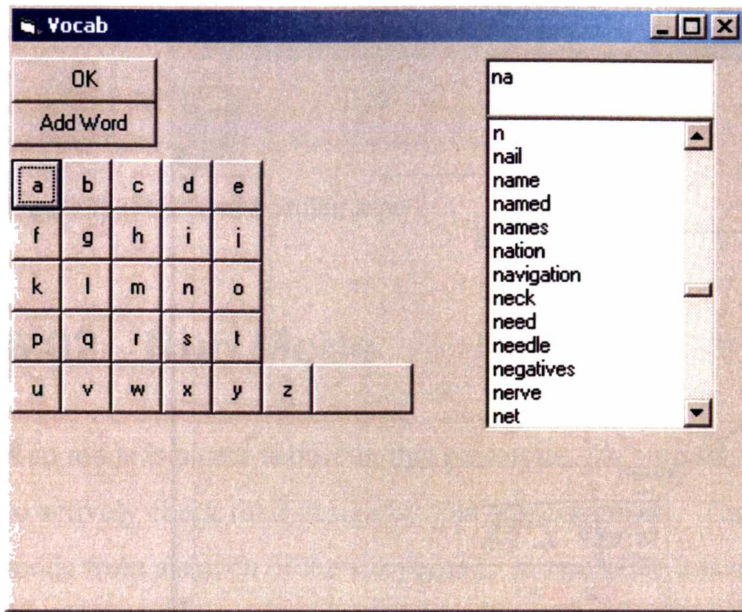 Vocab
OK
Add Word
a b c d e
f g h i j
k l m n o
p q r s t
u v w x y z
na
n
nail
name
named
names
nation
navigation
neck
need
needle
negatives
nerve
net